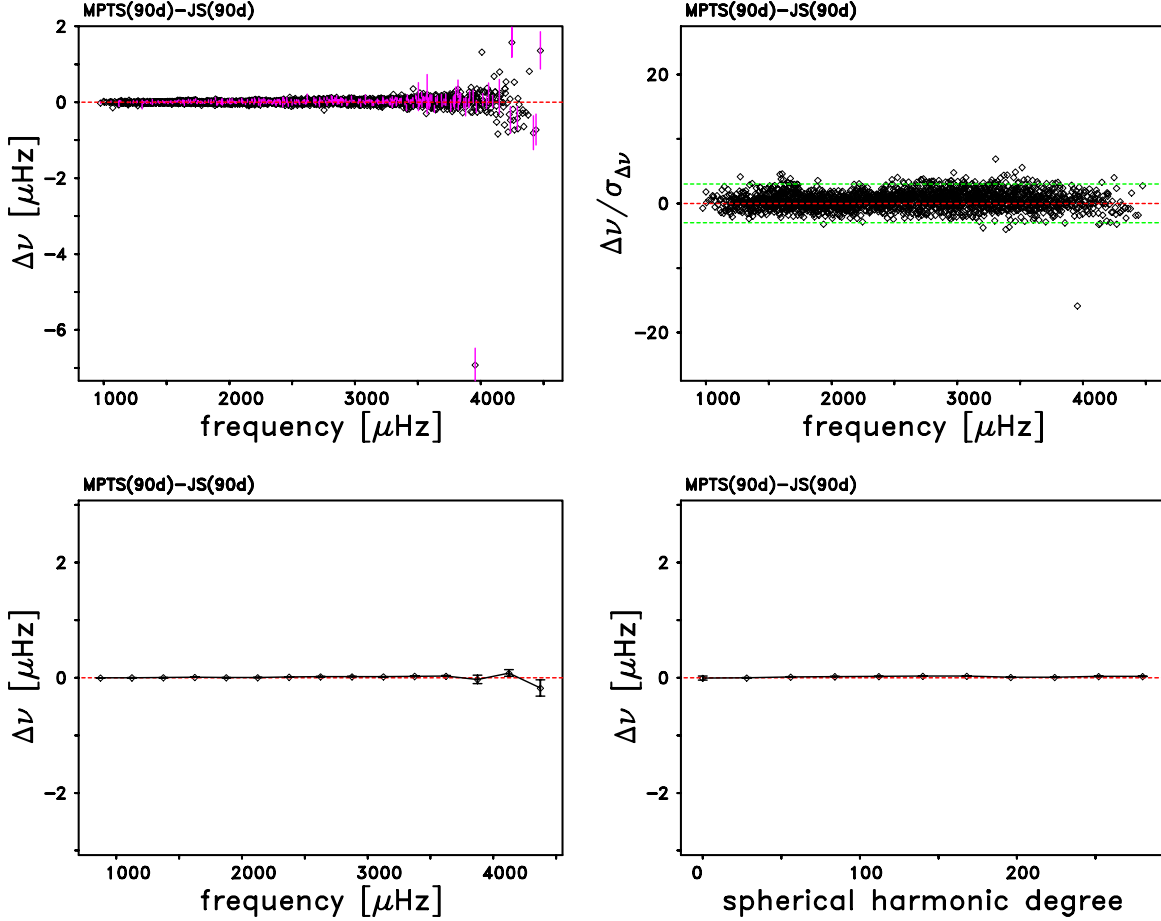 MPTS(90d)−JS(90d)
2
0
−2
−4
−6
Δν [μHz]
1000 2000 3000 4000
frequency [μHz]
MPTS(90d)−JS(90d)
20
0
−20
Δν/σΔν
1000 2000 3000 4000
frequency [μHz]
MPTS(90d)−JS(90d)
2
0
−2
Δν [μHz]
1000 2000 3000 4000
frequency [μHz]
MPTS(90d)−JS(90d)
2
0
−2
Δν [μHz]
0 100 200
spherical harmonic degree